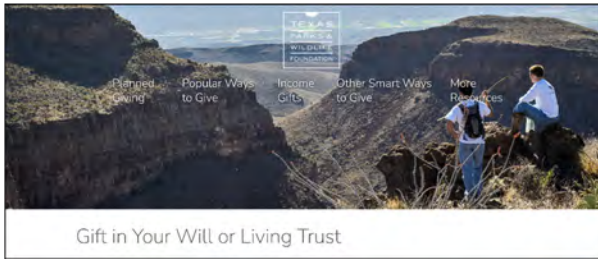 TEXAS
PARKS &
WILDLIFE
FOUNDATION
Planned Giving
Popular Ways to Give
Income Gifts
Other Smart Ways to Give
More Resources
Gift in Your Will or Living Trust